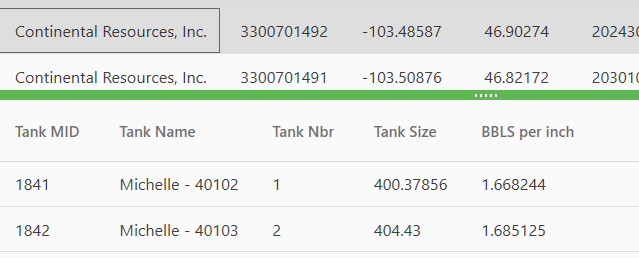 Continental Resources, Inc. 3300701492 -103.48587 46.90274 202430
Continental Resources, Inc. 3300701491 -103.50876 46.82172 203010
Tank MID Tank Name Tank Nbr Tank Size BBLS per inch
1841 Michelle - 40102 1 400.37856 1.668244
1842 Michelle - 40103 2 404.43 1.685125